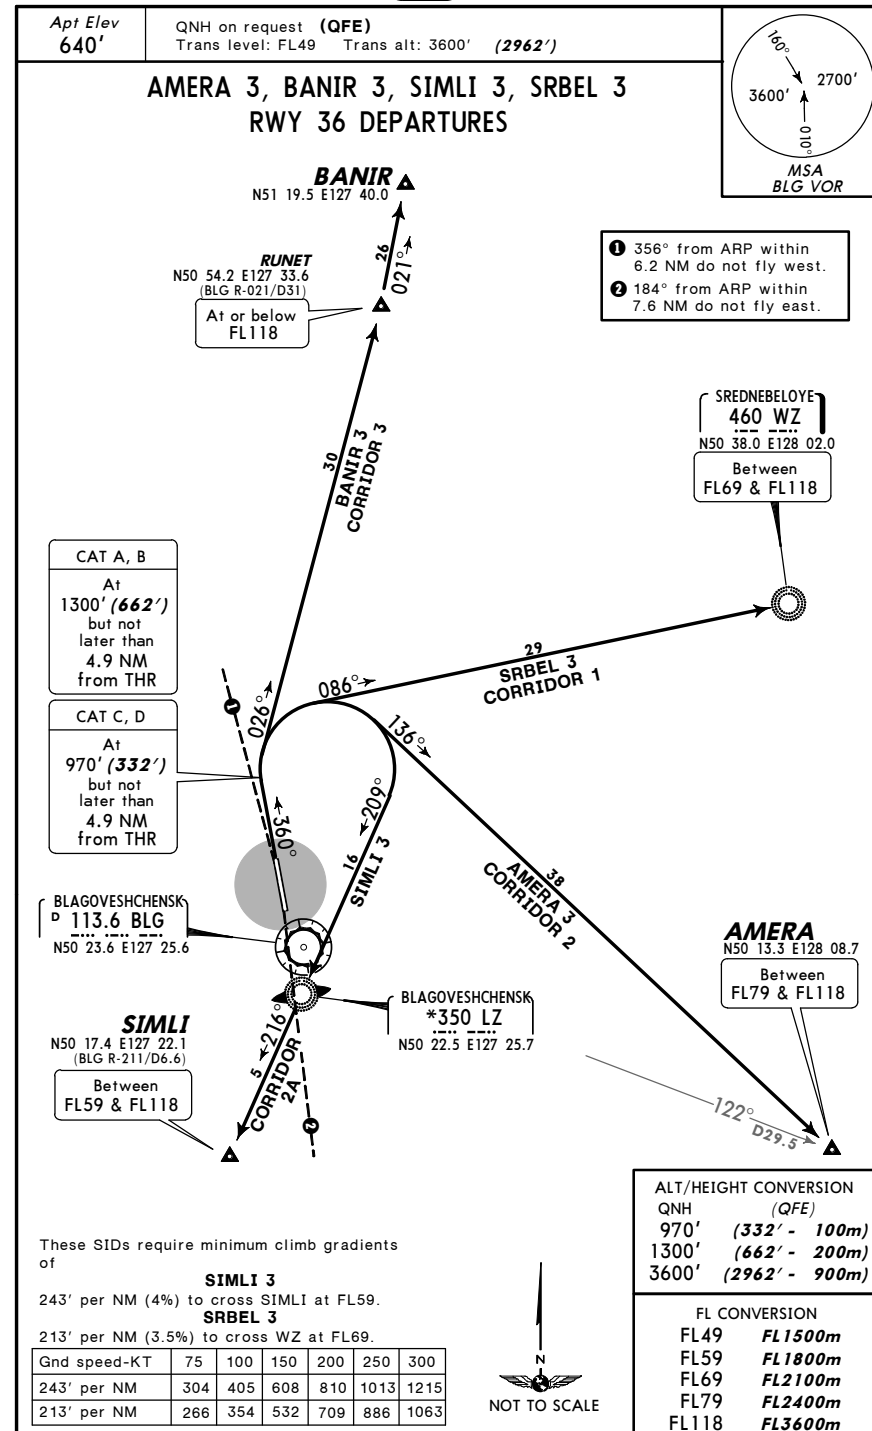 Apt Elev
640'
QNH on request (QFE)
Trans level: FL49 Trans alt: 3600' (2962')
AMERA 3, BANIR 3, SIMLI 3, SRBEL 3
RWY 36 DEPARTURES
160°
2700'
3600'
010°
MSA
BLG VOR
BANIR
N51 19.5 E127 40.0
26
021°
RUNET
N50 54.2 E127 33.6
(BLG R-021/D31)
At or below
FL118
1 356° from ARP within
6.2 NM do not fly west.
2 184° from ARP within
7.6 NM do not fly east.
SREDNEBELOYE
460 WZ
N50 38.0 E128 02.0
Between
FL69 & FL118
30
BANIR 3
CORRIDOR 3
CAT A, B
At
1300' (662')
but not
later than
4.9 NM
from THR
CAT C, D
At
970' (332')
but not
later than
4.9 NM
from THR
1
026°
086°
29
SRBEL 3
CORRIDOR 1
136°
209°
360°
16
SIMLI 3
38
AMERA 3
CORRIDOR 2
BLAGOVESHCHENSK
D 113.6 BLG
N50 23.6 E127 25.6
AMERA
N50 13.3 E128 08.7
Between
FL79 & FL118
BLAGOVESHCHENSK
*350 LZ
N50 22.5 E127 25.7
SIMLI
N50 17.4 E127 22.1
(BLG R-211/D6.6)
Between
FL59 & FL118
216°
5
CORRIDOR
2A
2
122°
D29.5
ALT/HEIGHT CONVERSION
QNH (QFE)
970' (332' - 100m)
1300' (662' - 200m)
3600' (2962' - 900m)
These SIDs require minimum climb gradients
of
SIMLI 3
243' per NM (4%) to cross SIMLI at FL59.
SRBEL 3
213' per NM (3.5%) to cross WZ at FL69.
Gnd speed-KT 75 100 150 200 250 300
243' per NM 304 405 608 810 1013 1215
213' per NM 266 354 532 709 886 1063
N
NOT TO SCALE
FL CONVERSION
FL49 FL1500m
FL59 FL1800m
FL69 FL2100m
FL79 FL2400m
FL118 FL3600m